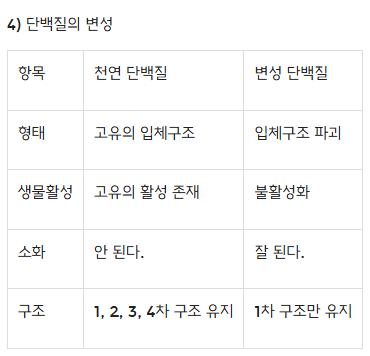 4) 단백질의 변성
항목 천연 단백질 변성 단백질
형태 고유의 입체구조 입체구조 파괴
생물활성 고유의 활성 존재 불활성화
소화 안 된다. 잘 된다.
구조 1, 2, 3, 4차 구조 유지 1차 구조만 유지